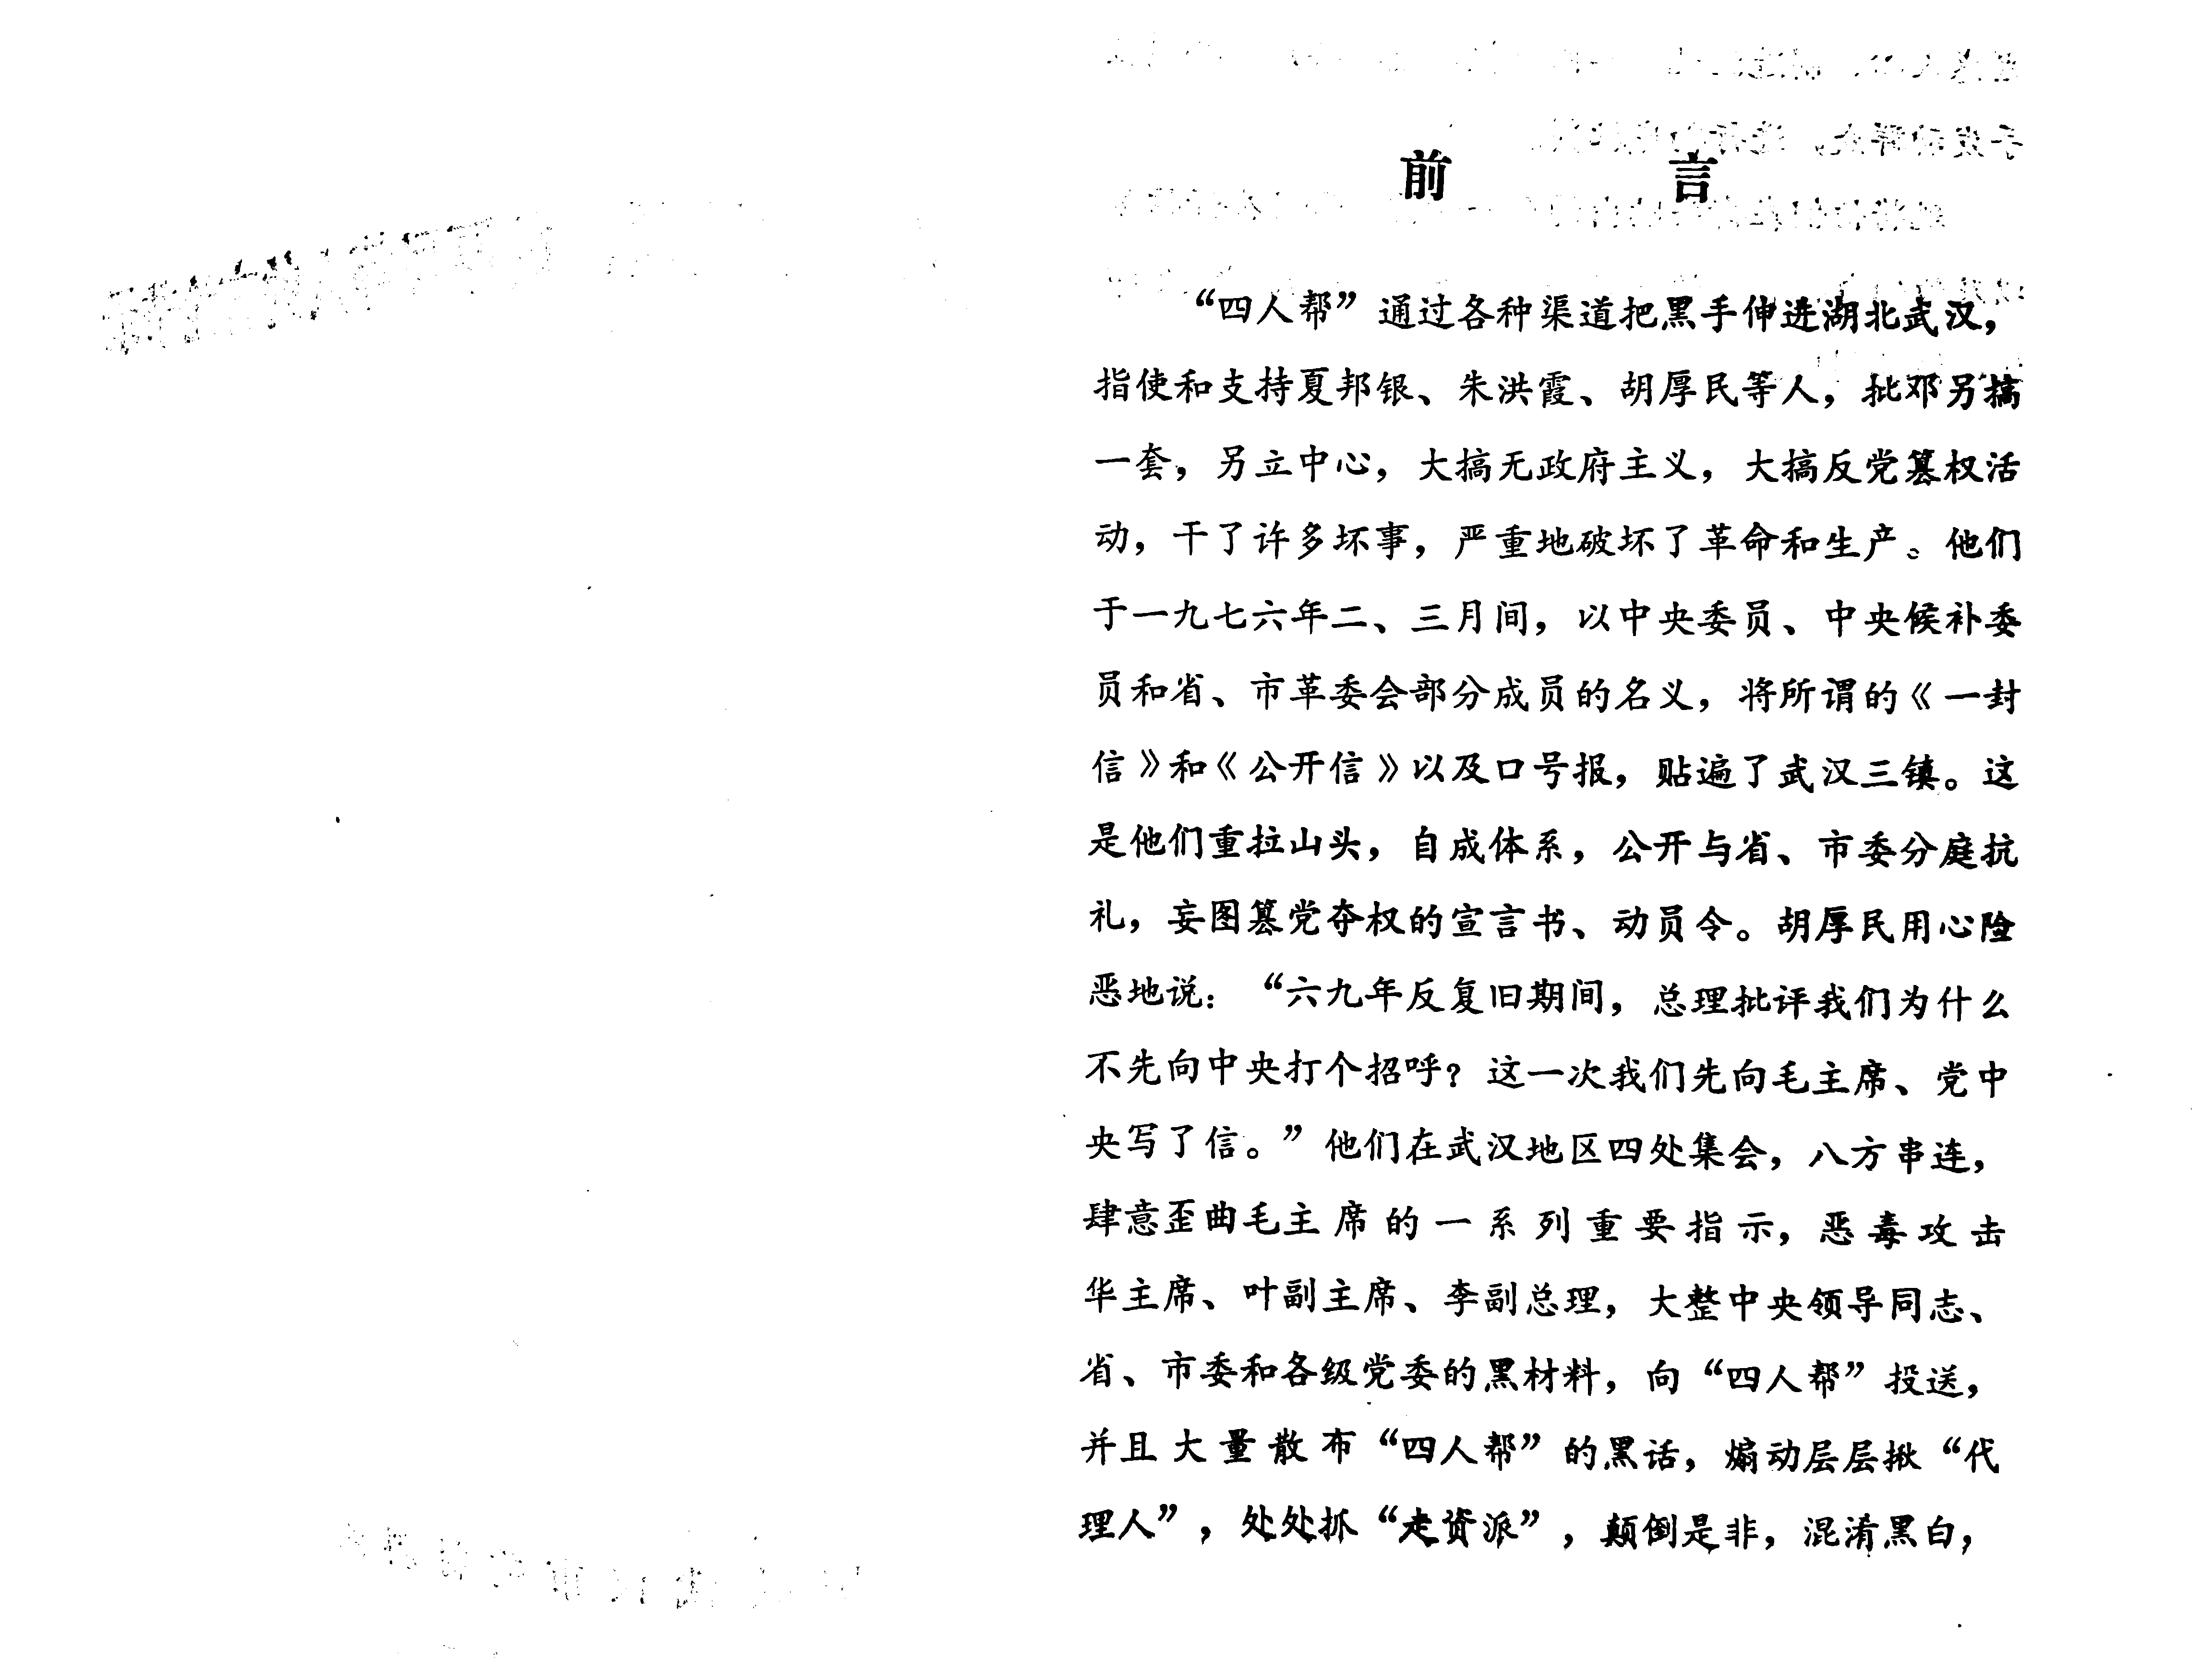 前言
“四人帮”通过各种渠道把黑手伸进湖北武汉，
指使和支持夏邦银、朱洪霞、胡厚民等人，批邓另搞
一套，另立中心，大搞无政府主义，大搞反党篡权活
动，干了许多坏事，严重地破坏了革命和生产。他们
于一九七六年二、三月间，以中央委员、中央候补委
员和省、市革委会部分成员的名义，将所谓的《一封
信》和《公开信》以及口号报，贴遍了武汉三镇。这
是他们重拉山头，自成体系，公开与省、市委分庭抗
礼，妄图篡党夺权的宣言书、动员令。胡厚民用心险
恶地说：“六九年反复旧期间，总理批评我们为什么
不先向中央打个招呼？这一次我们先向毛主席、党中
央写了信。”他们在武汉地区四处集会，八方串连，
肆意歪曲毛主席的一系列重要指示，恶毒攻击
华主席、叶副主席、李副总理，大整中央领导同志、
省、市委和各级党委的黑材料，向“四人帮”投送，
并且大量散布“四人帮”的黑话，煽动层层揪“代
理人”，处处抓“走资派”，颠倒是非，混淆黑白，